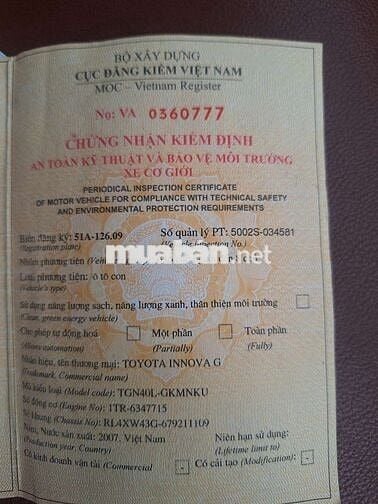 BỘ XÂY DỰNG
CỤC ĐĂNG KIỂM VIỆT NAM
MOC – Vietnam Register
No: VA 0360777
CHỨNG NHẬN KIỂM ĐỊNH
AN TOÀN KỸ THUẬT VÀ BẢO VỆ MÔI TRƯỜNG
XE CƠ GIỚI
PERIODICAL INSPECTION CERTIFICATE
OF MOTOR VEHICLE FOR COMPLIANCE WITH TECHNICAL SAFETY
AND ENVIRONMENTAL PROTECTION REQUIREMENTS
Biển đăng ký: 51A-126.09 Số quản lý PT: 5002S-034581
(Registration plate) (Vehicle Inspection No.)
muaban.net
Nhóm phương tiện (Vehicle
Loại phương tiện: ô tô con
(Vehicle's type)
Sử dụng năng lượng sạch, năng lượng xanh, thân thiện môi trường
(Clean, green energy vehicle)
Cho phép tự động hoá Một phần Toàn phần
(Allows automation) (Partially) (Fully)
Nhãn hiệu, tên thương mại: TOYOTA INNOVA G
(Trademark, Commercial name)
Mã kiểu loại (Model code): TGN40L-GKMNKU
Số động cơ (Engine No): 1TR-6347715
Số khung (Chassis No): RL4XW43G-679211109
Năm, Nước sản xuất: 2007, Việt Nam Niên hạn sử dụng:
(Production year, Country) (Lifetime limit to)
Có kinh doanh vận tải (Commercial Có cải tạo (Modification):